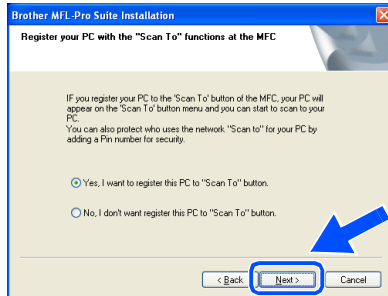 Brother MFL-Pro Suite Installation
Register your PC with the "Scan To" functions at the MFC
IF you register your PC to the 'Scan To' button of the MFC, your PC will
appear on the 'Scan To' button menu and you can start to scan to your
PC.
You can also protect who uses the network "Scan to" for your PC by
adding a Pin number for security.
Yes, I want to register this PC to "Scan To" button.
No, I don't want register this PC to "Scan To" button.
< Back Next > Cancel